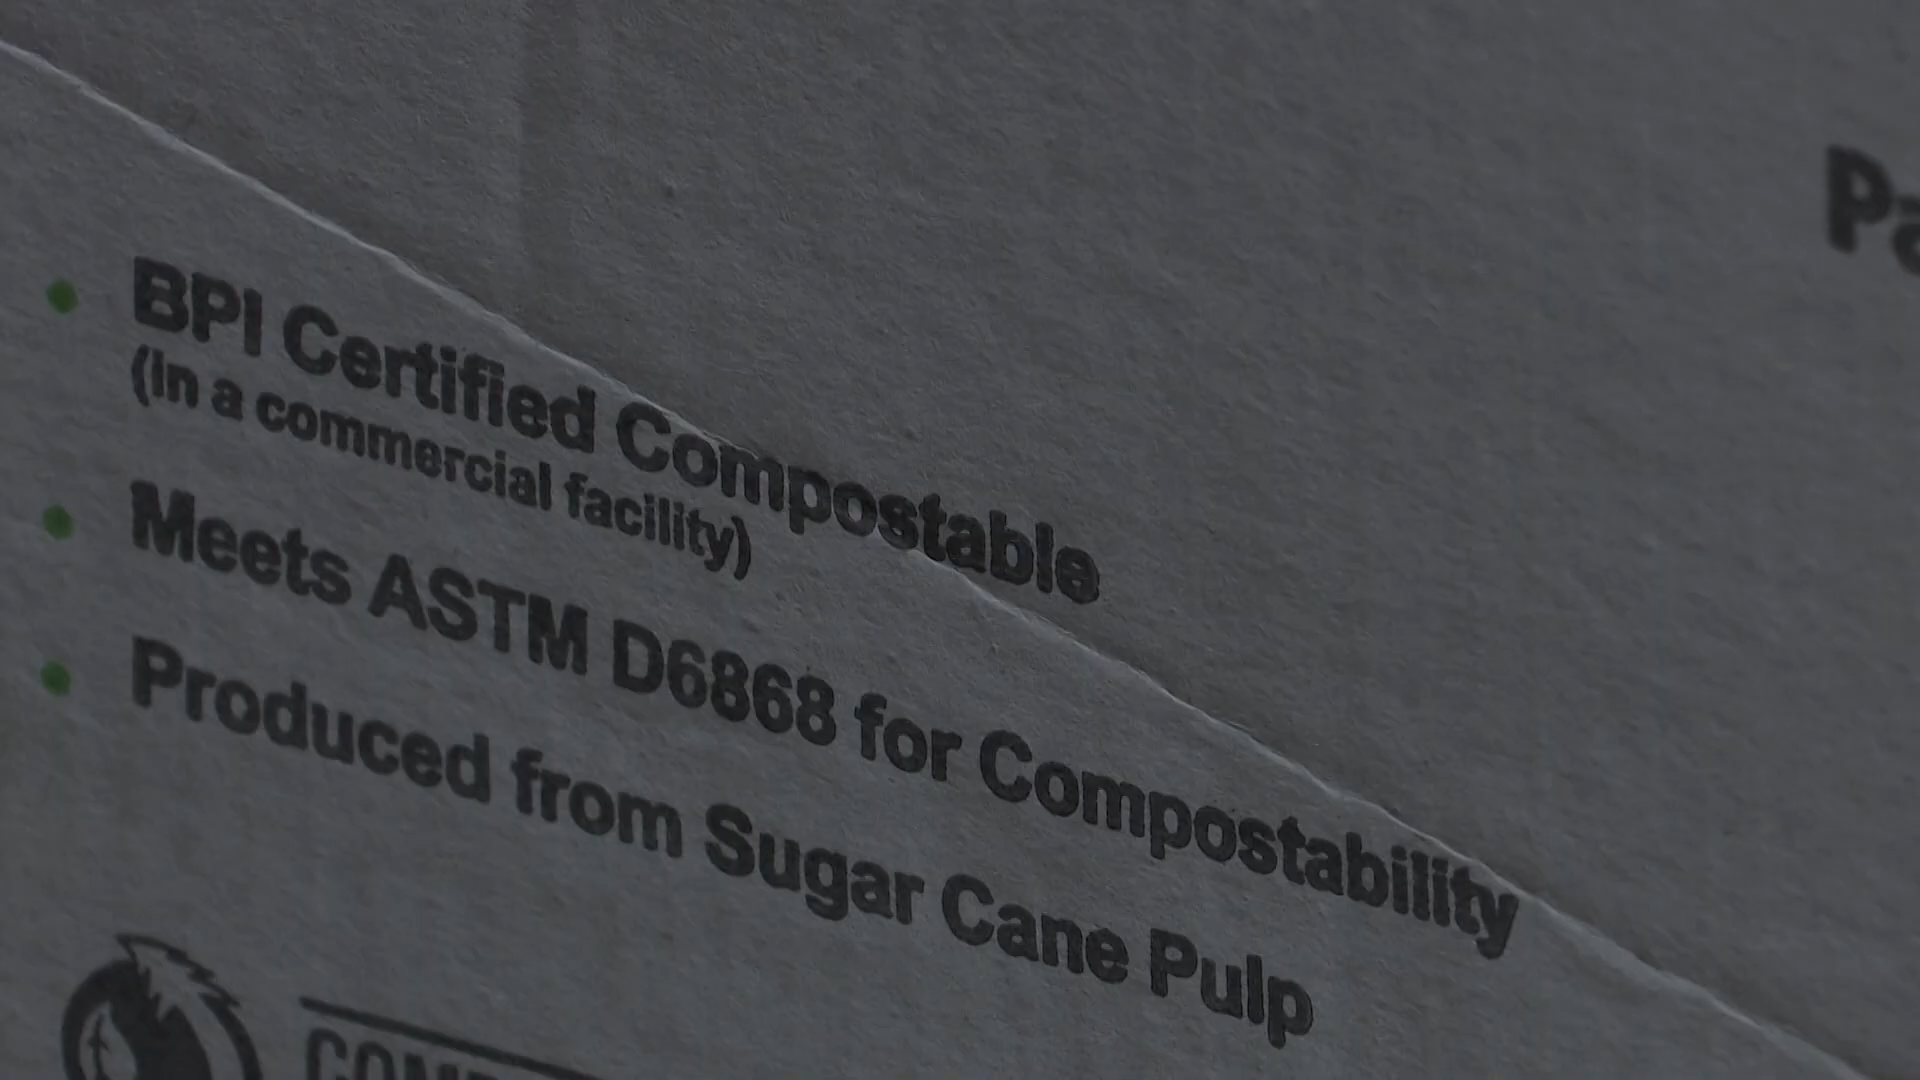 BPI Certified Compostable
(In a commercial facility)
Meets ASTM D6868 for Compostability
Produced from Sugar Cane Pulp